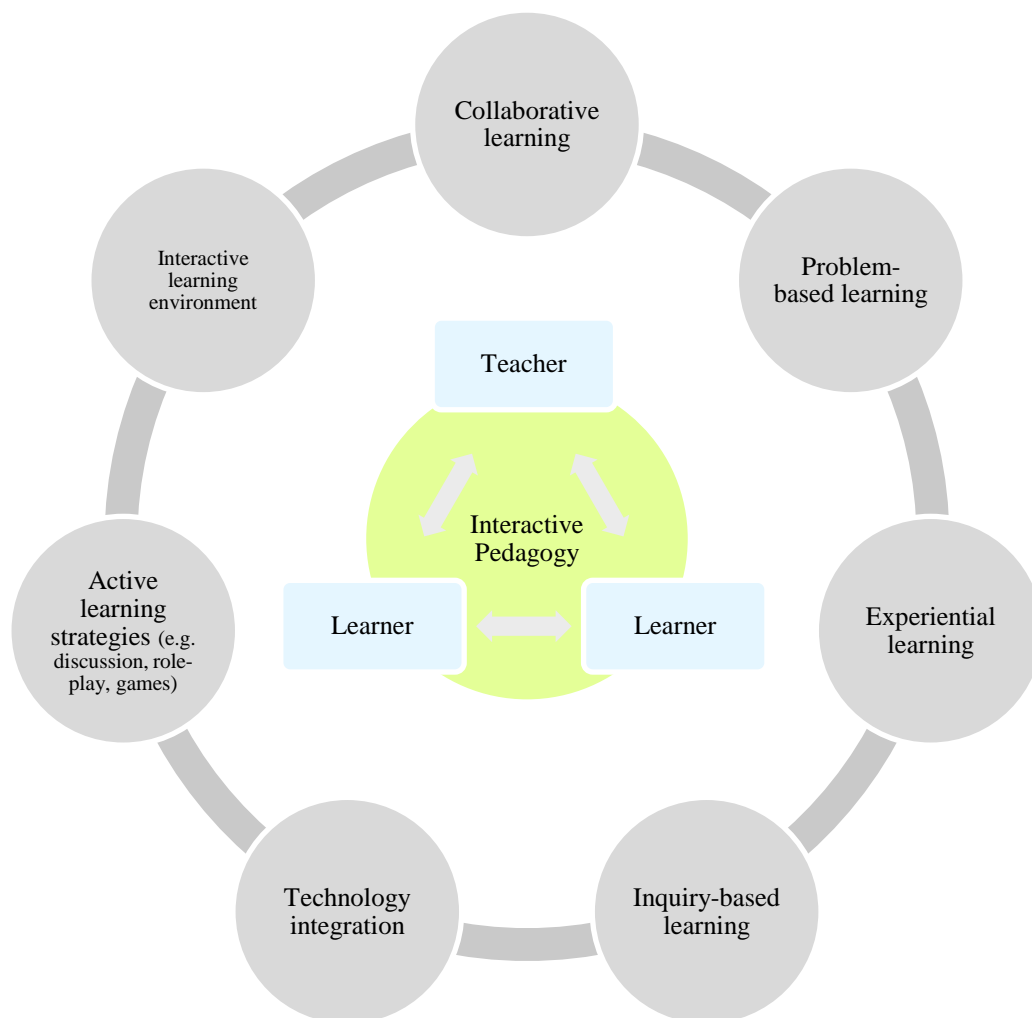 Collaborative
learning
Problem-
based learning
Experiential
learning
Inquiry-based
learning
Technology
integration
Active
learning
strategies (e.g.
discussion, role-
play, games)
Interactive
learning
environment
Teacher
Interactive
Pedagogy
Learner
Learner